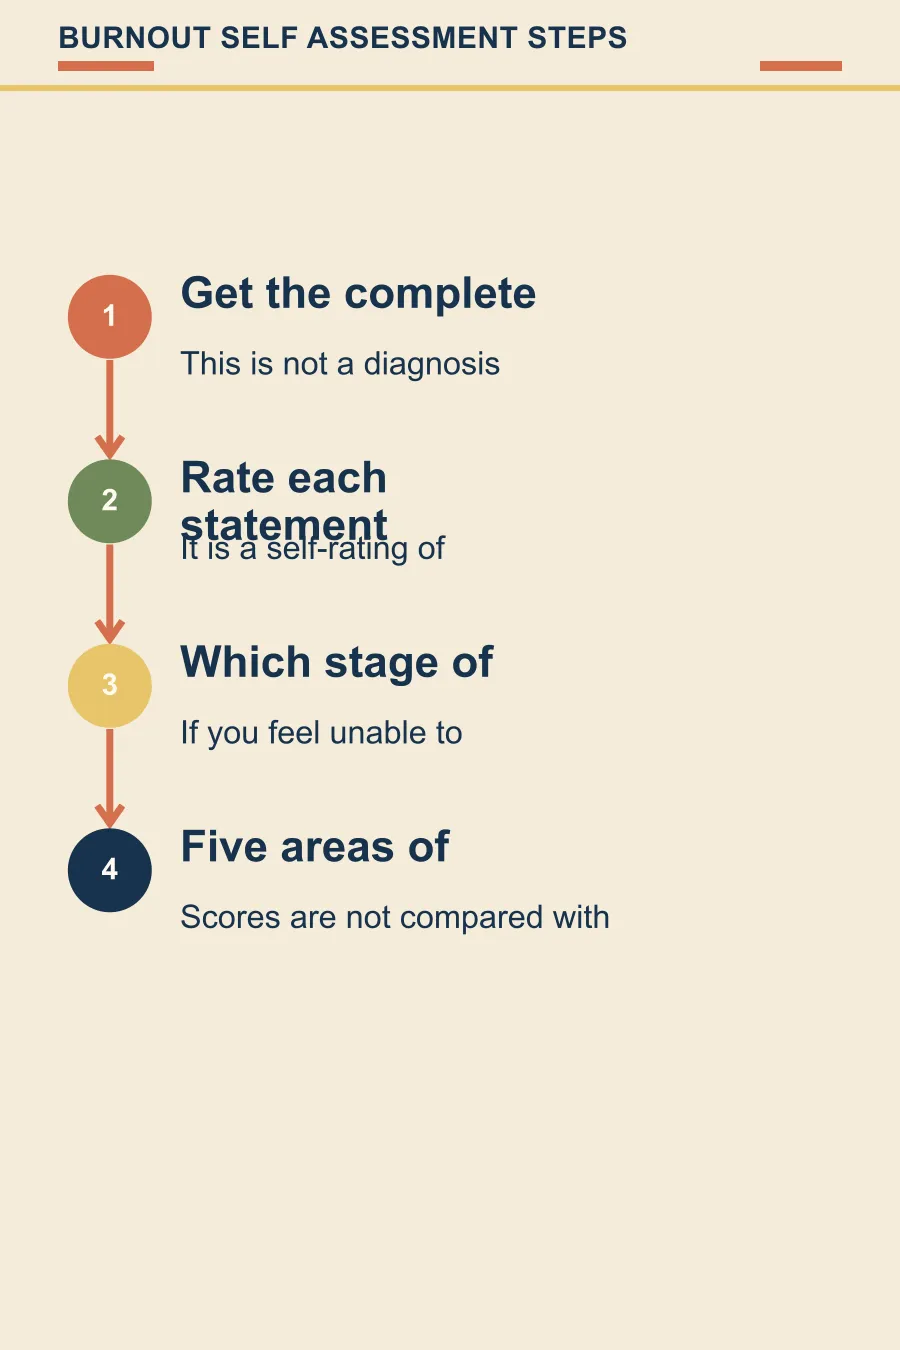 BURNOUT SELF ASSESSMENT STEPS
1
Get the complete
This is not a diagnosis
2
Rate each
statement
It is a self-rating of
3
Which stage of
If you feel unable to
4
Five areas of
Scores are not compared with